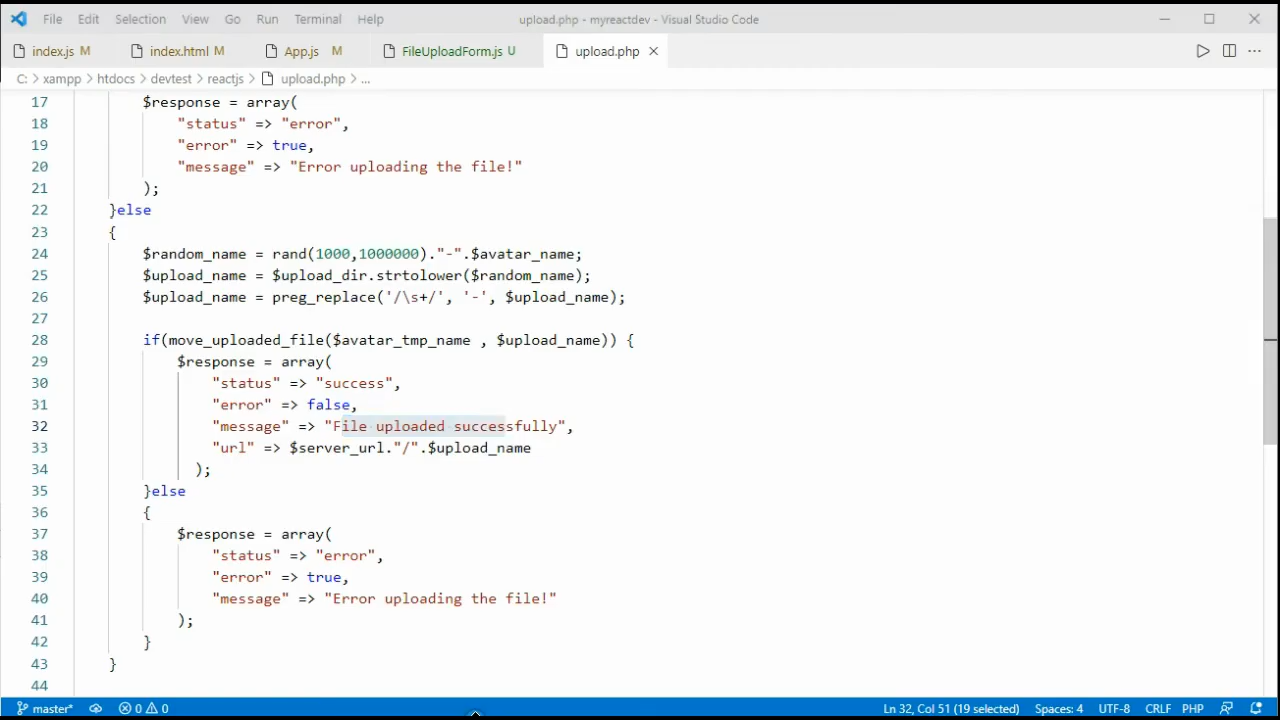 File Edit Selection View Go Run Terminal Help upload.php - myreactdev - Visual Studio Code
index.js M index.html M App.js M FileUploadForm.js U upload.php
C: > xampp > htdocs > devtest > reactjs > upload.php > ...
17 $response = array(
18 "status" => "error",
19 "error" => true,
20 "message" => "Error uploading the file!"
21 );
22 }else
23 {
24 $random_name = rand(1000,1000000)."-".$avatar_name;
25 $upload_name = $upload_dir.strtolower($random_name);
26 $upload_name = preg_replace('/\s+/', '-', $upload_name);
27
28 if(move_uploaded_file($avatar_tmp_name , $upload_name)) {
29 $response = array(
30 "status" => "success",
31 "error" => false,
32 "message" => "File uploaded successfully",
33 "url" => $server_url."/".$upload_name
34 );
35 }else
36 {
37 $response = array(
38 "status" => "error",
39 "error" => true,
40 "message" => "Error uploading the file!"
41 );
42 }
43 }
44
master* 0 0 Ln 32, Col 51 (19 selected) Spaces: 4 UTF-8 CRLF PHP